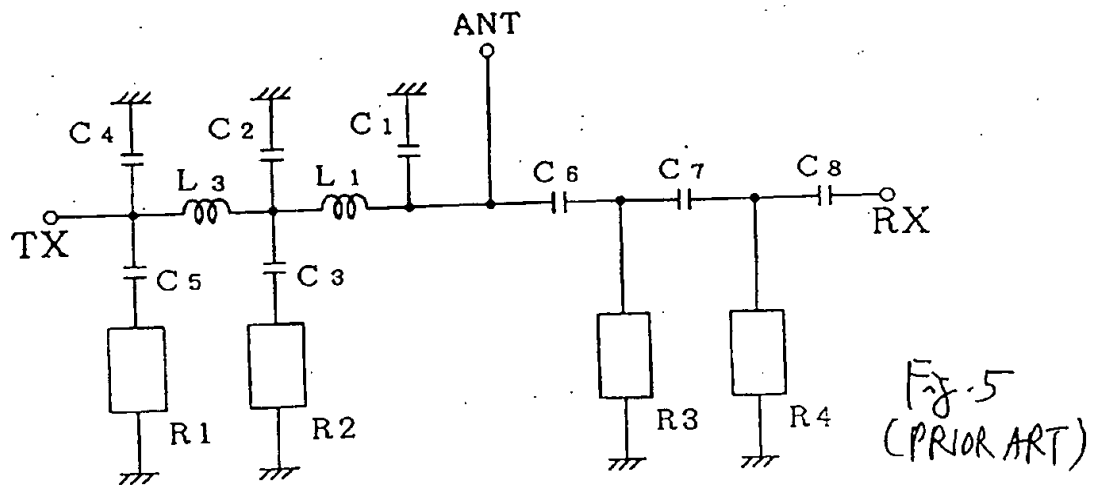 ANT
C4
C2
C1
L3
L1
C6
C7
C8
TX
RX
C5
C3
R1
R2
R3
R4
Fig. 5
(PRIOR ART)